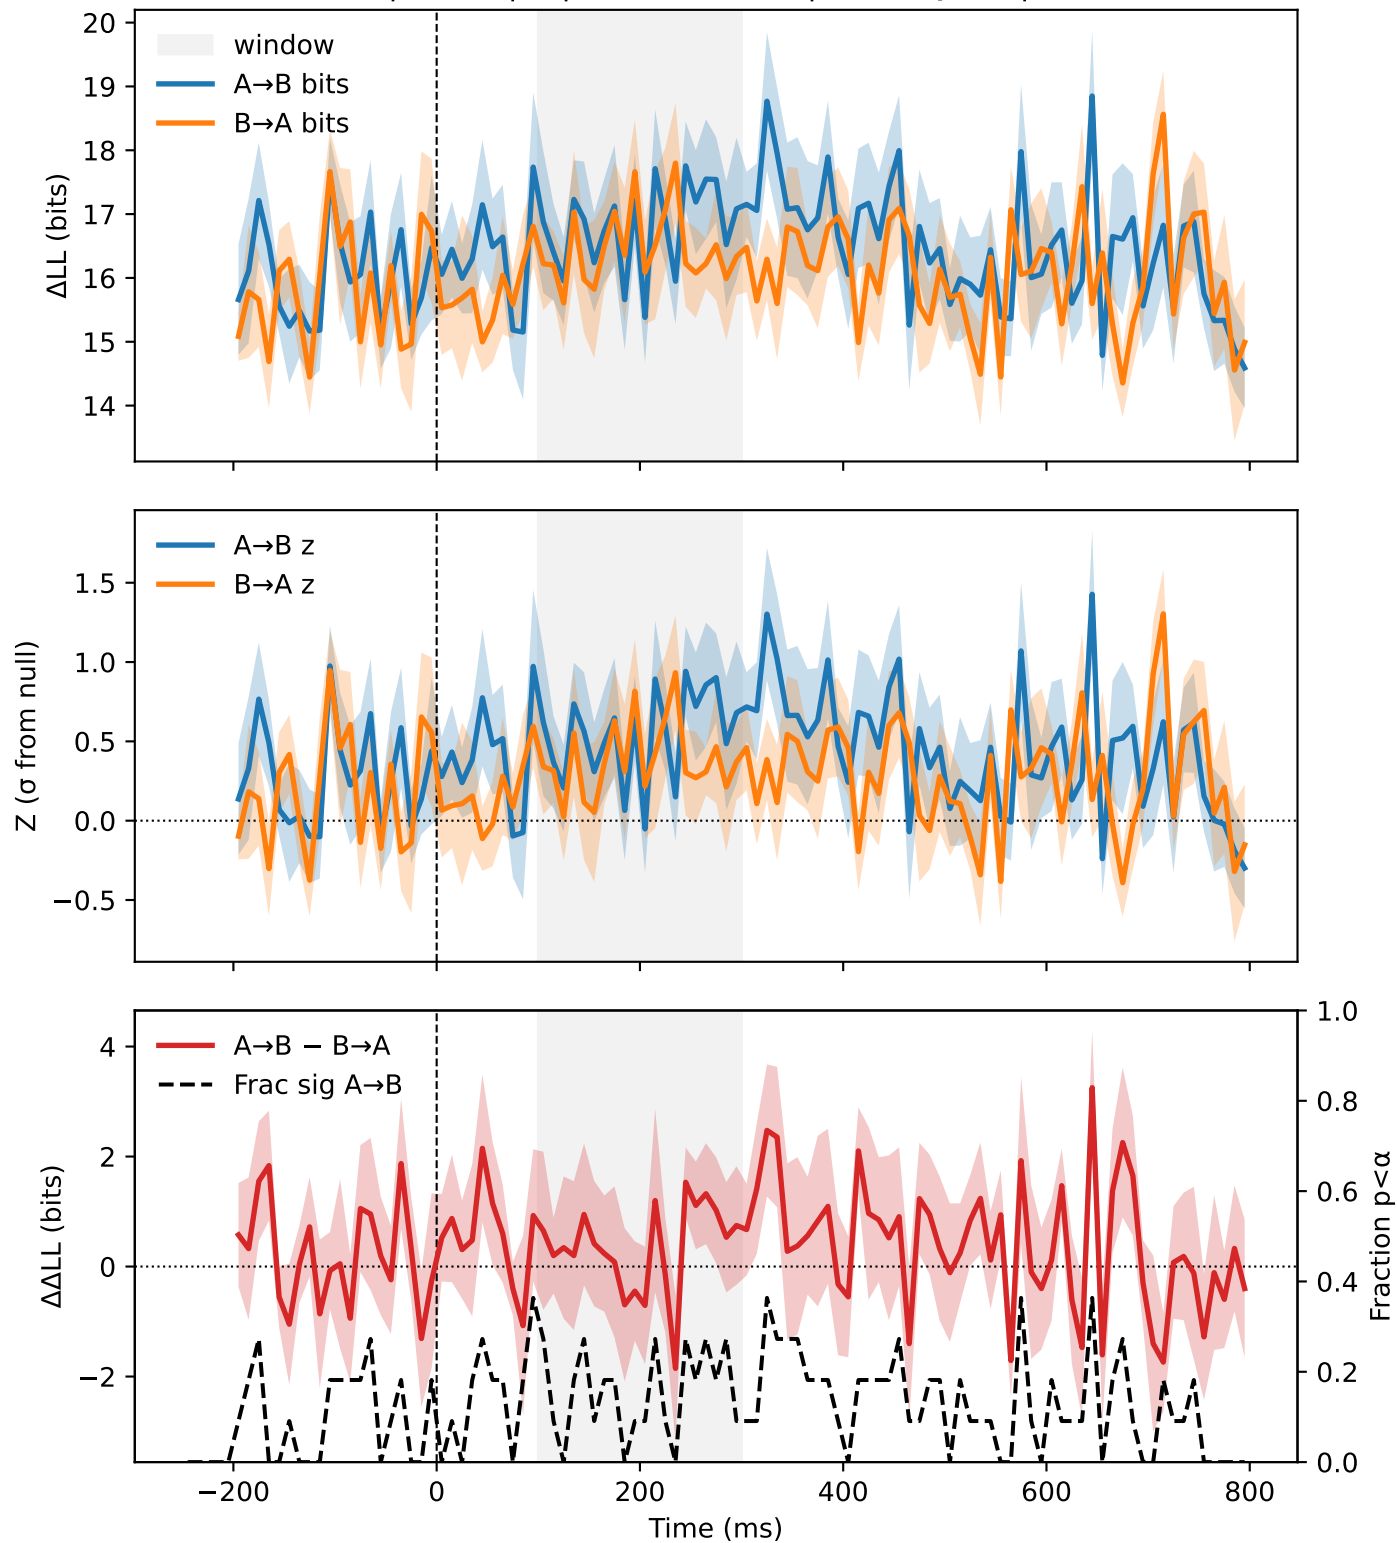 20
19
18
17
16
15
14
ΔLL (bits)
window
A→B bits
B→A bits
1.5
1.0
0.5
0.0
−0.5
Z (σ from null)
A→B z
B→A z
4
2
0
−2
ΔΔLL (bits)
A→B − B→A
Frac sig A→B
1.0
0.8
0.6
0.4
0.2
0.0
Fraction p<α
−200 0 200 400 600 800
Time (ms)